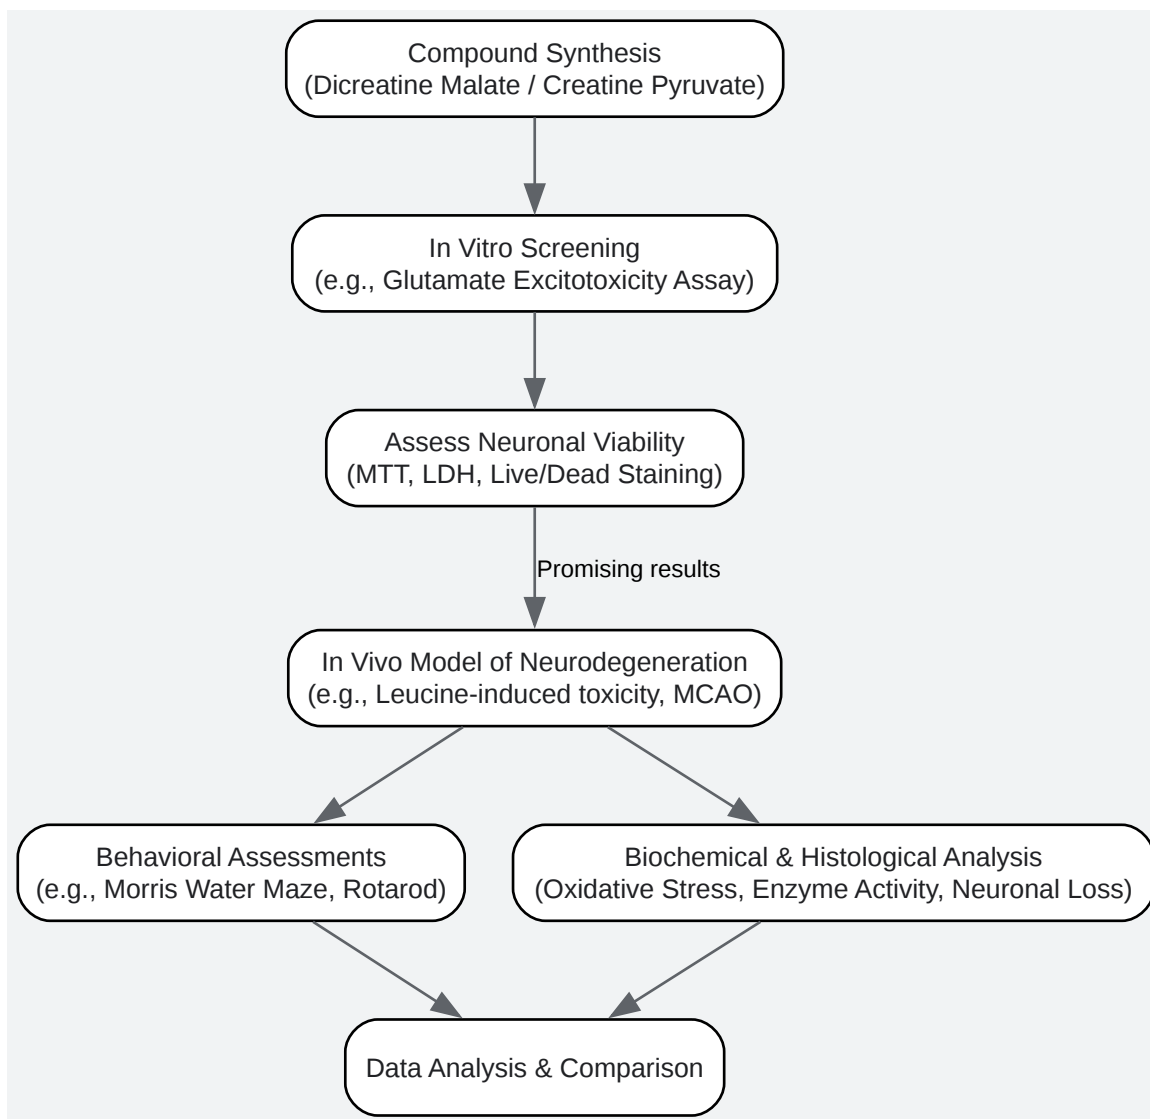 Compound Synthesis
(Dicreatine Malate / Creatine Pyruvate)
In Vitro Screening
(e.g., Glutamate Excitotoxicity Assay)
Assess Neuronal Viability
(MTT, LDH, Live/Dead Staining)
Promising results
In Vivo Model of Neurodegeneration
(e.g., Leucine-induced toxicity, MCAO)
Behavioral Assessments
(e.g., Morris Water Maze, Rotarod)
Biochemical & Histological Analysis
(Oxidative Stress, Enzyme Activity, Neuronal Loss)
Data Analysis & Comparison